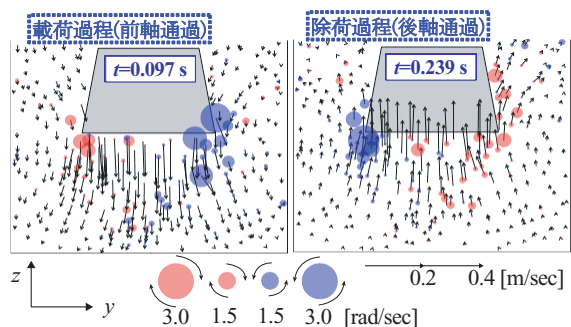 載荷過程(前軸通過)
除荷過程(後軸通過)
t=0.097 s
t=0.239 s
z
y
3.0 1.5 1.5 3.0 [rad/sec]
0.2 0.4 [m/sec]